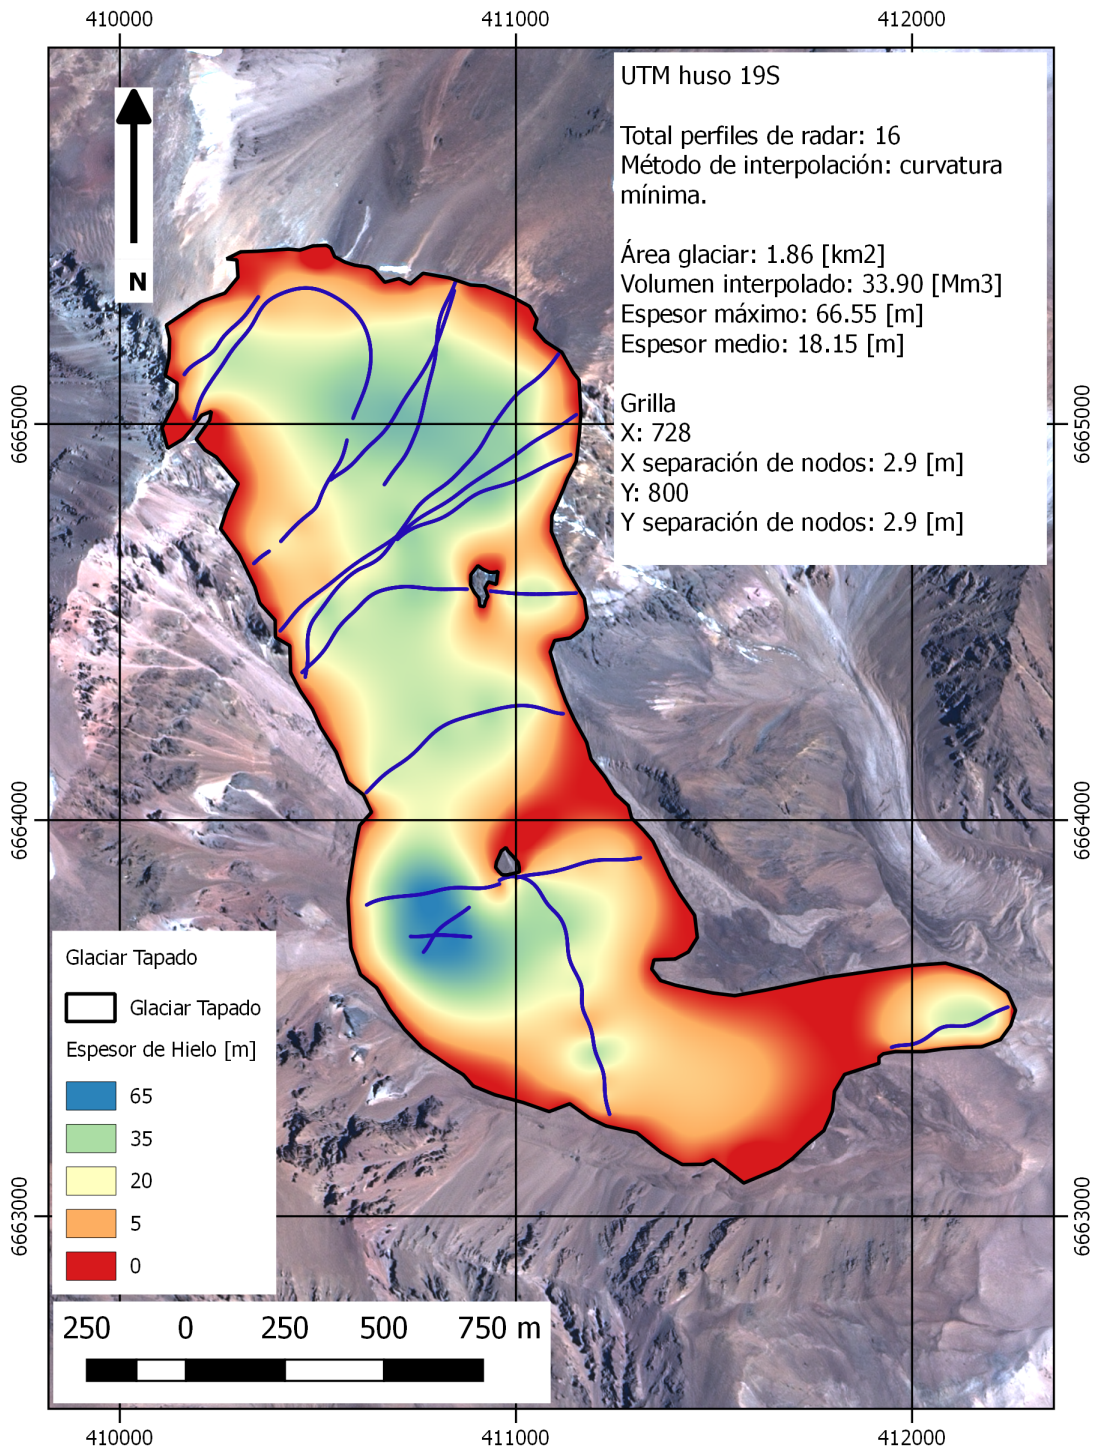 410000 411000 412000
UTM huso 19S
Total perfiles de radar: 16
Método de interpolación: curvatura
mínima.
Área glaciar: 1.86 [km2]
Volumen interpolado: 33.90 [Mm3]
Espesor máximo: 66.55 [m]
Espesor medio: 18.15 [m]
Grilla
X: 728
X separación de nodos: 2.9 [m]
Y: 800
Y separación de nodos: 2.9 [m]
N
6665000 6665000
6664000 6664000
6663000 6663000
Glaciar Tapado
Glaciar Tapado
Espesor de Hielo [m]
65
35
20
5
0
250 0 250 500 750 m
410000 411000 412000